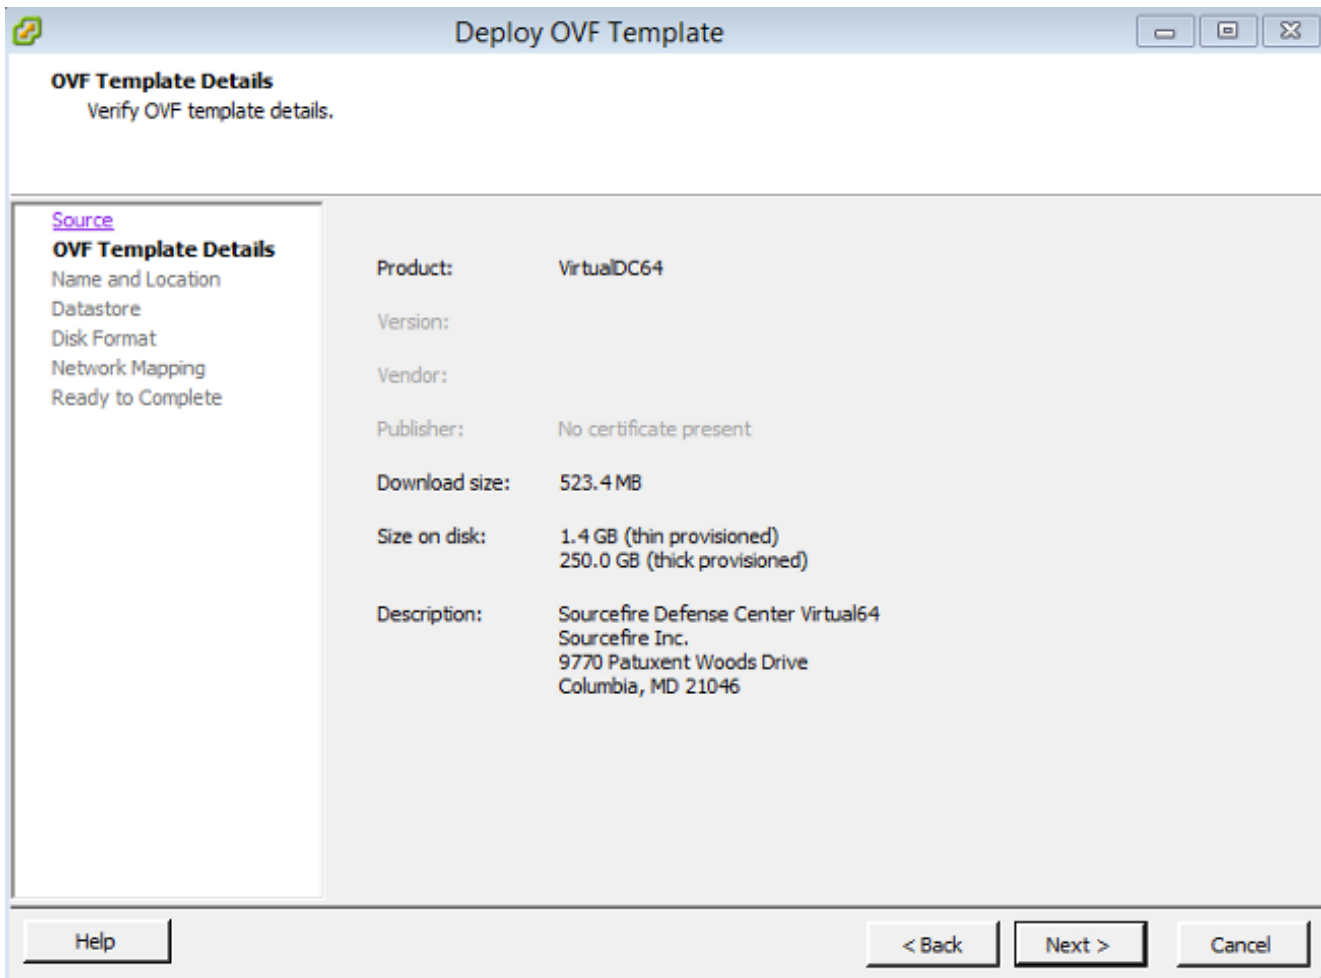 Deploy OVF Template
OVF Template Details
Verify OVF template details.
Source
OVF Template Details
Name and Location
Datastore
Disk Format
Network Mapping
Ready to Complete
Product: VirtualDC64
Version:
Vendor:
Publisher: No certificate present
Download size: 523.4 MB
Size on disk: 1.4 GB (thin provisioned)
250.0 GB (thick provisioned)
Description: Sourcefire Defense Center Virtual64
Sourcefire Inc.
9770 Patuxent Woods Drive
Columbia, MD 21046
Help < Back Next > Cancel